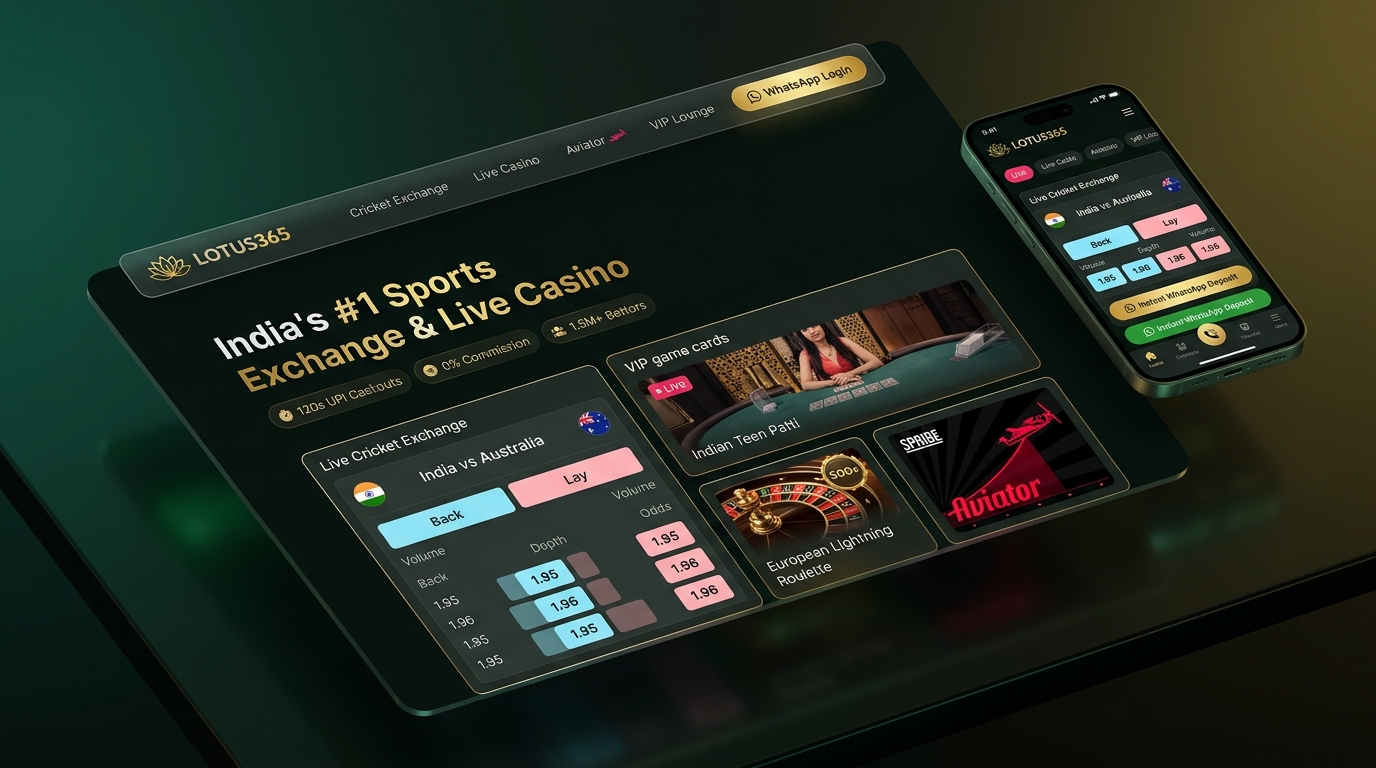 LOTUS365
Cricket Exchange
Live Casino
Aviator
VIP Lounge
WhatsApp Login
India's #1 Sports
Exchange & Live Casino
120s UPI Cashouts
0% Commission
1.5M+ Bettors
Live Cricket Exchange
India vs Australia
Back
Lay
Volume
Depth
Volume
Back
Odds
1.95
1.95
1.95
1.96
1.96
1.96
1.95
1.95
1.96
1.95
VIP game cards
Live
Indian Teen Patti
European Lightning
Roulette
SPRIBE
Aviator
9:41
LOTUS365
Live
Live Casino
VIP
Live Cricket Exchange
India vs Australia
Back
Lay
Depth
Volume
1.95
1.98
1.96
1.96
Instant WhatsApp Deposit
Instant WhatsApp Deposit